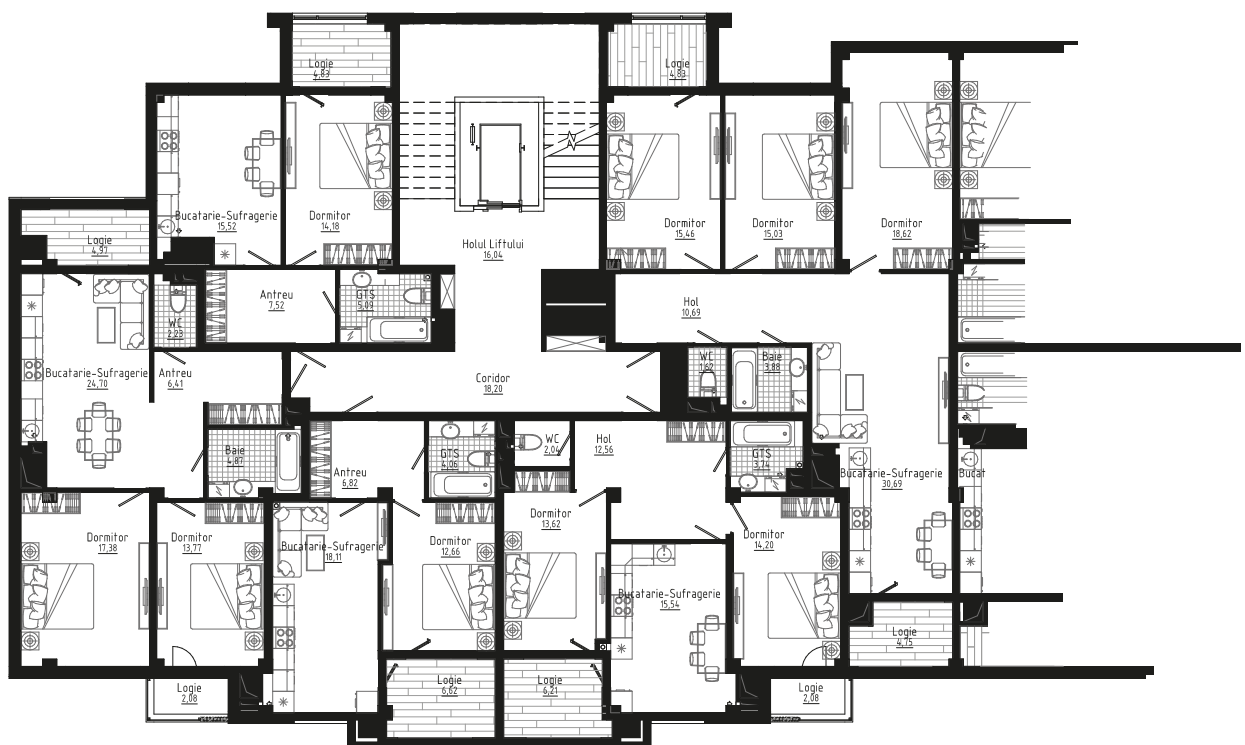 Logie
4,83
Logie
4,83
Bucatarie-Sufragerie
15,52
Dormitor
14,18
Dormitor
15,46
Dormitor
15,03
Dormitor
18,62
Logie
4,97
Holul Liftului
16,04
Antreu
7,52
GTS
5,09
Hol
10,69
WC
2,23
Bucatarie-Sufragerie
24,70
Antreu
6,41
Coridor
18,20
WC
1,62
Baie
3,88
Baie
4,87
Antreu
6,82
GTS
4,06
WC
2,04
Hol
12,56
GTS
3,74
Bucatarie-Sufragerie
30,69
Bucat
Dormitor
17,38
Dormitor
13,77
Bucatarie-Sufragerie
18,11
Dormitor
12,66
Dormitor
13,62
Dormitor
14,20
Bucatarie-Sufragerie
15,54
Logie
4,75
Logie
2,08
Logie
6,62
Logie
6,21
Logie
2,08